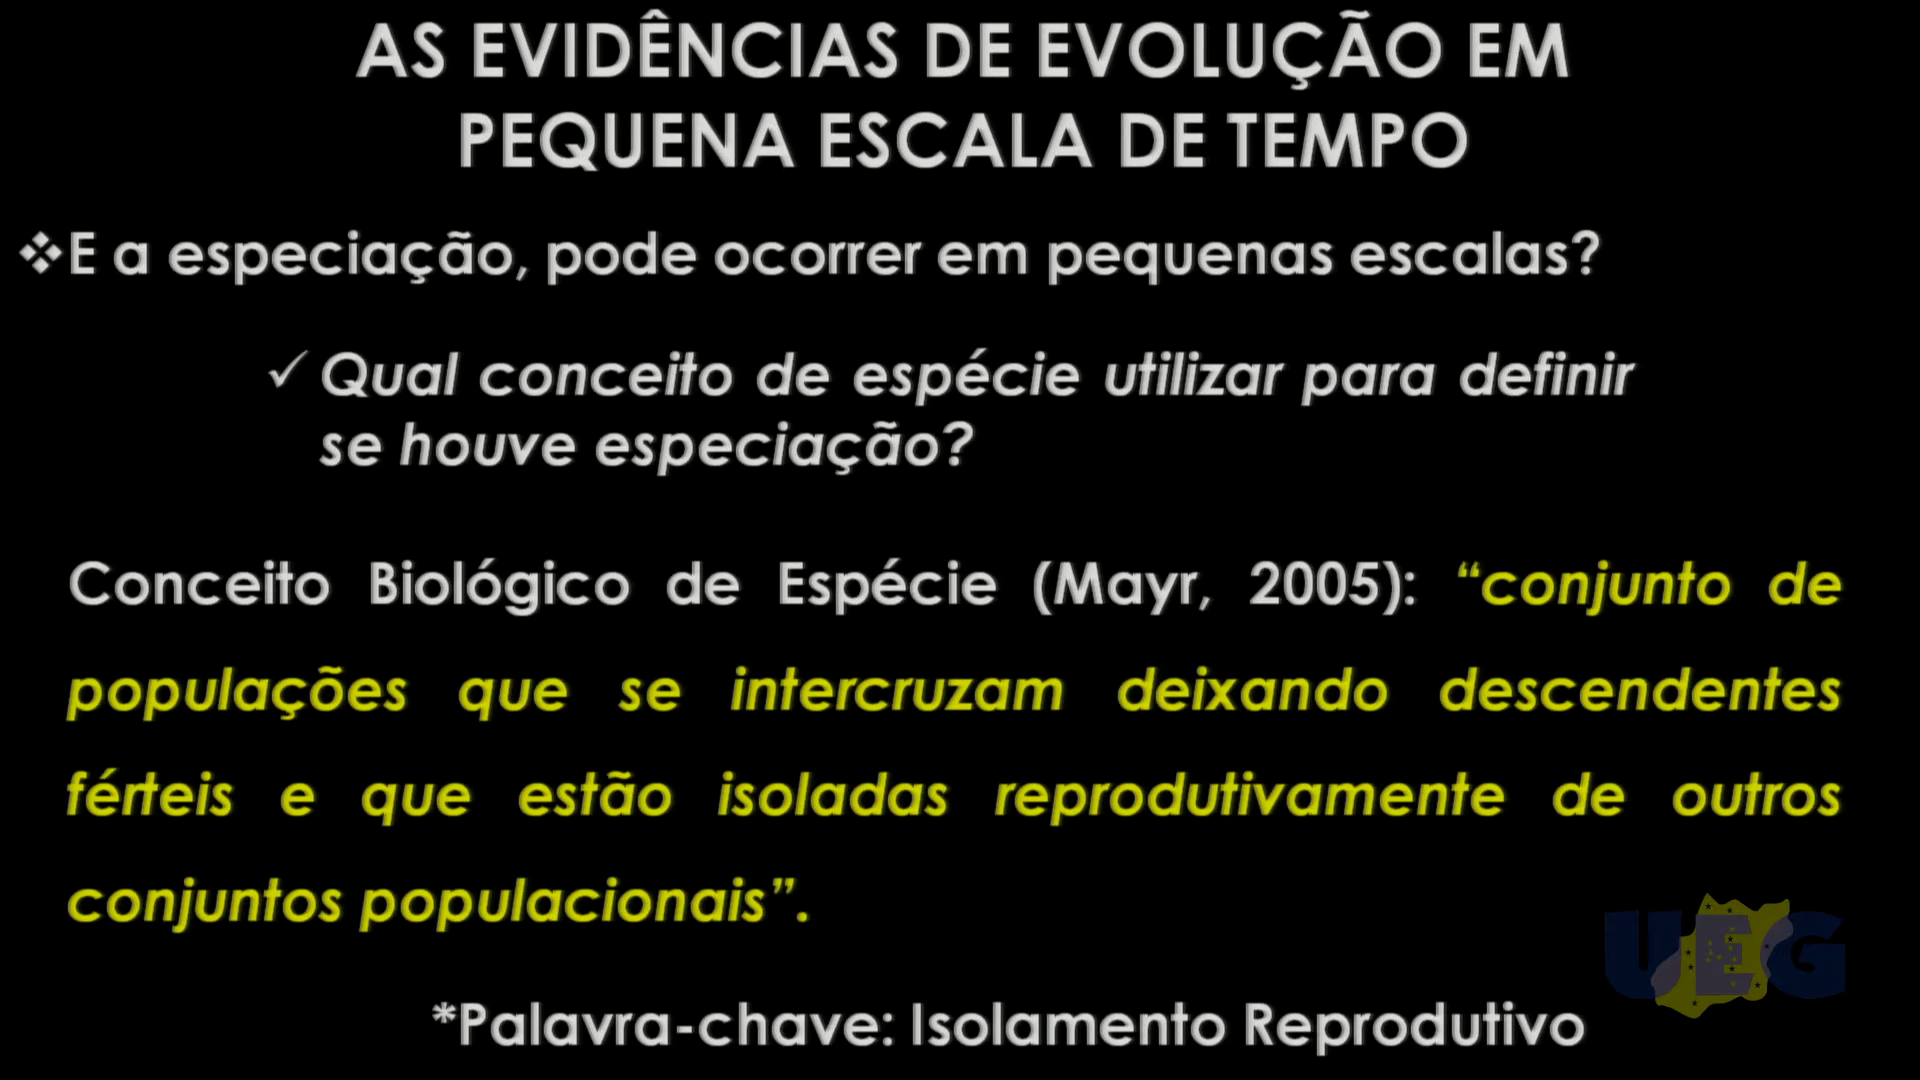 AS EVIDÊNCIAS DE EVOLUÇÃO EM
PEQUENA ESCALA DE TEMPO
❖E a especiação, pode ocorrer em pequenas escalas?
✓ Qual conceito de espécie utilizar para definir
se houve especiação?
Conceito Biológico de Espécie (Mayr, 2005): “conjunto de
populações que se intercruzam deixando descendentes
férteis e que estão isoladas reprodutivamente de outros
conjuntos populacionais”.
UEG
*Palavra-chave: Isolamento Reprodutivo